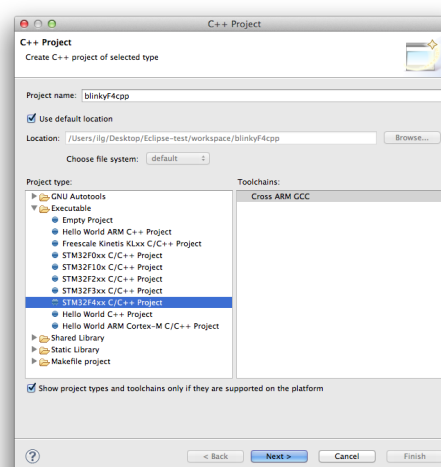 C++ Project
C++ Project
Create C++ project of selected type
Project name: blinkyF4cpp
Use default location
Location: /Users/ilg/Desktop/Eclipse-test/workspace/blinkyF4cpp Browse...
Choose file system: default
Project type: Toolchains:
GNU Autotools Cross ARM GCC
Executable
Empty Project
Hello World ARM C++ Project
Freescale Kinetis KLxx C/C++ Project
STM32F0xx C/C++ Project
STM32F10x C/C++ Project
STM32F2xx C/C++ Project
STM32F3xx C/C++ Project
STM32F4xx C/C++ Project
Hello World C++ Project
Hello World ARM Cortex-M C/C++ Project
Shared Library
Static Library
Makefile project
Show project types and toolchains only if they are supported on the platform
? < Back Next > Cancel Finish